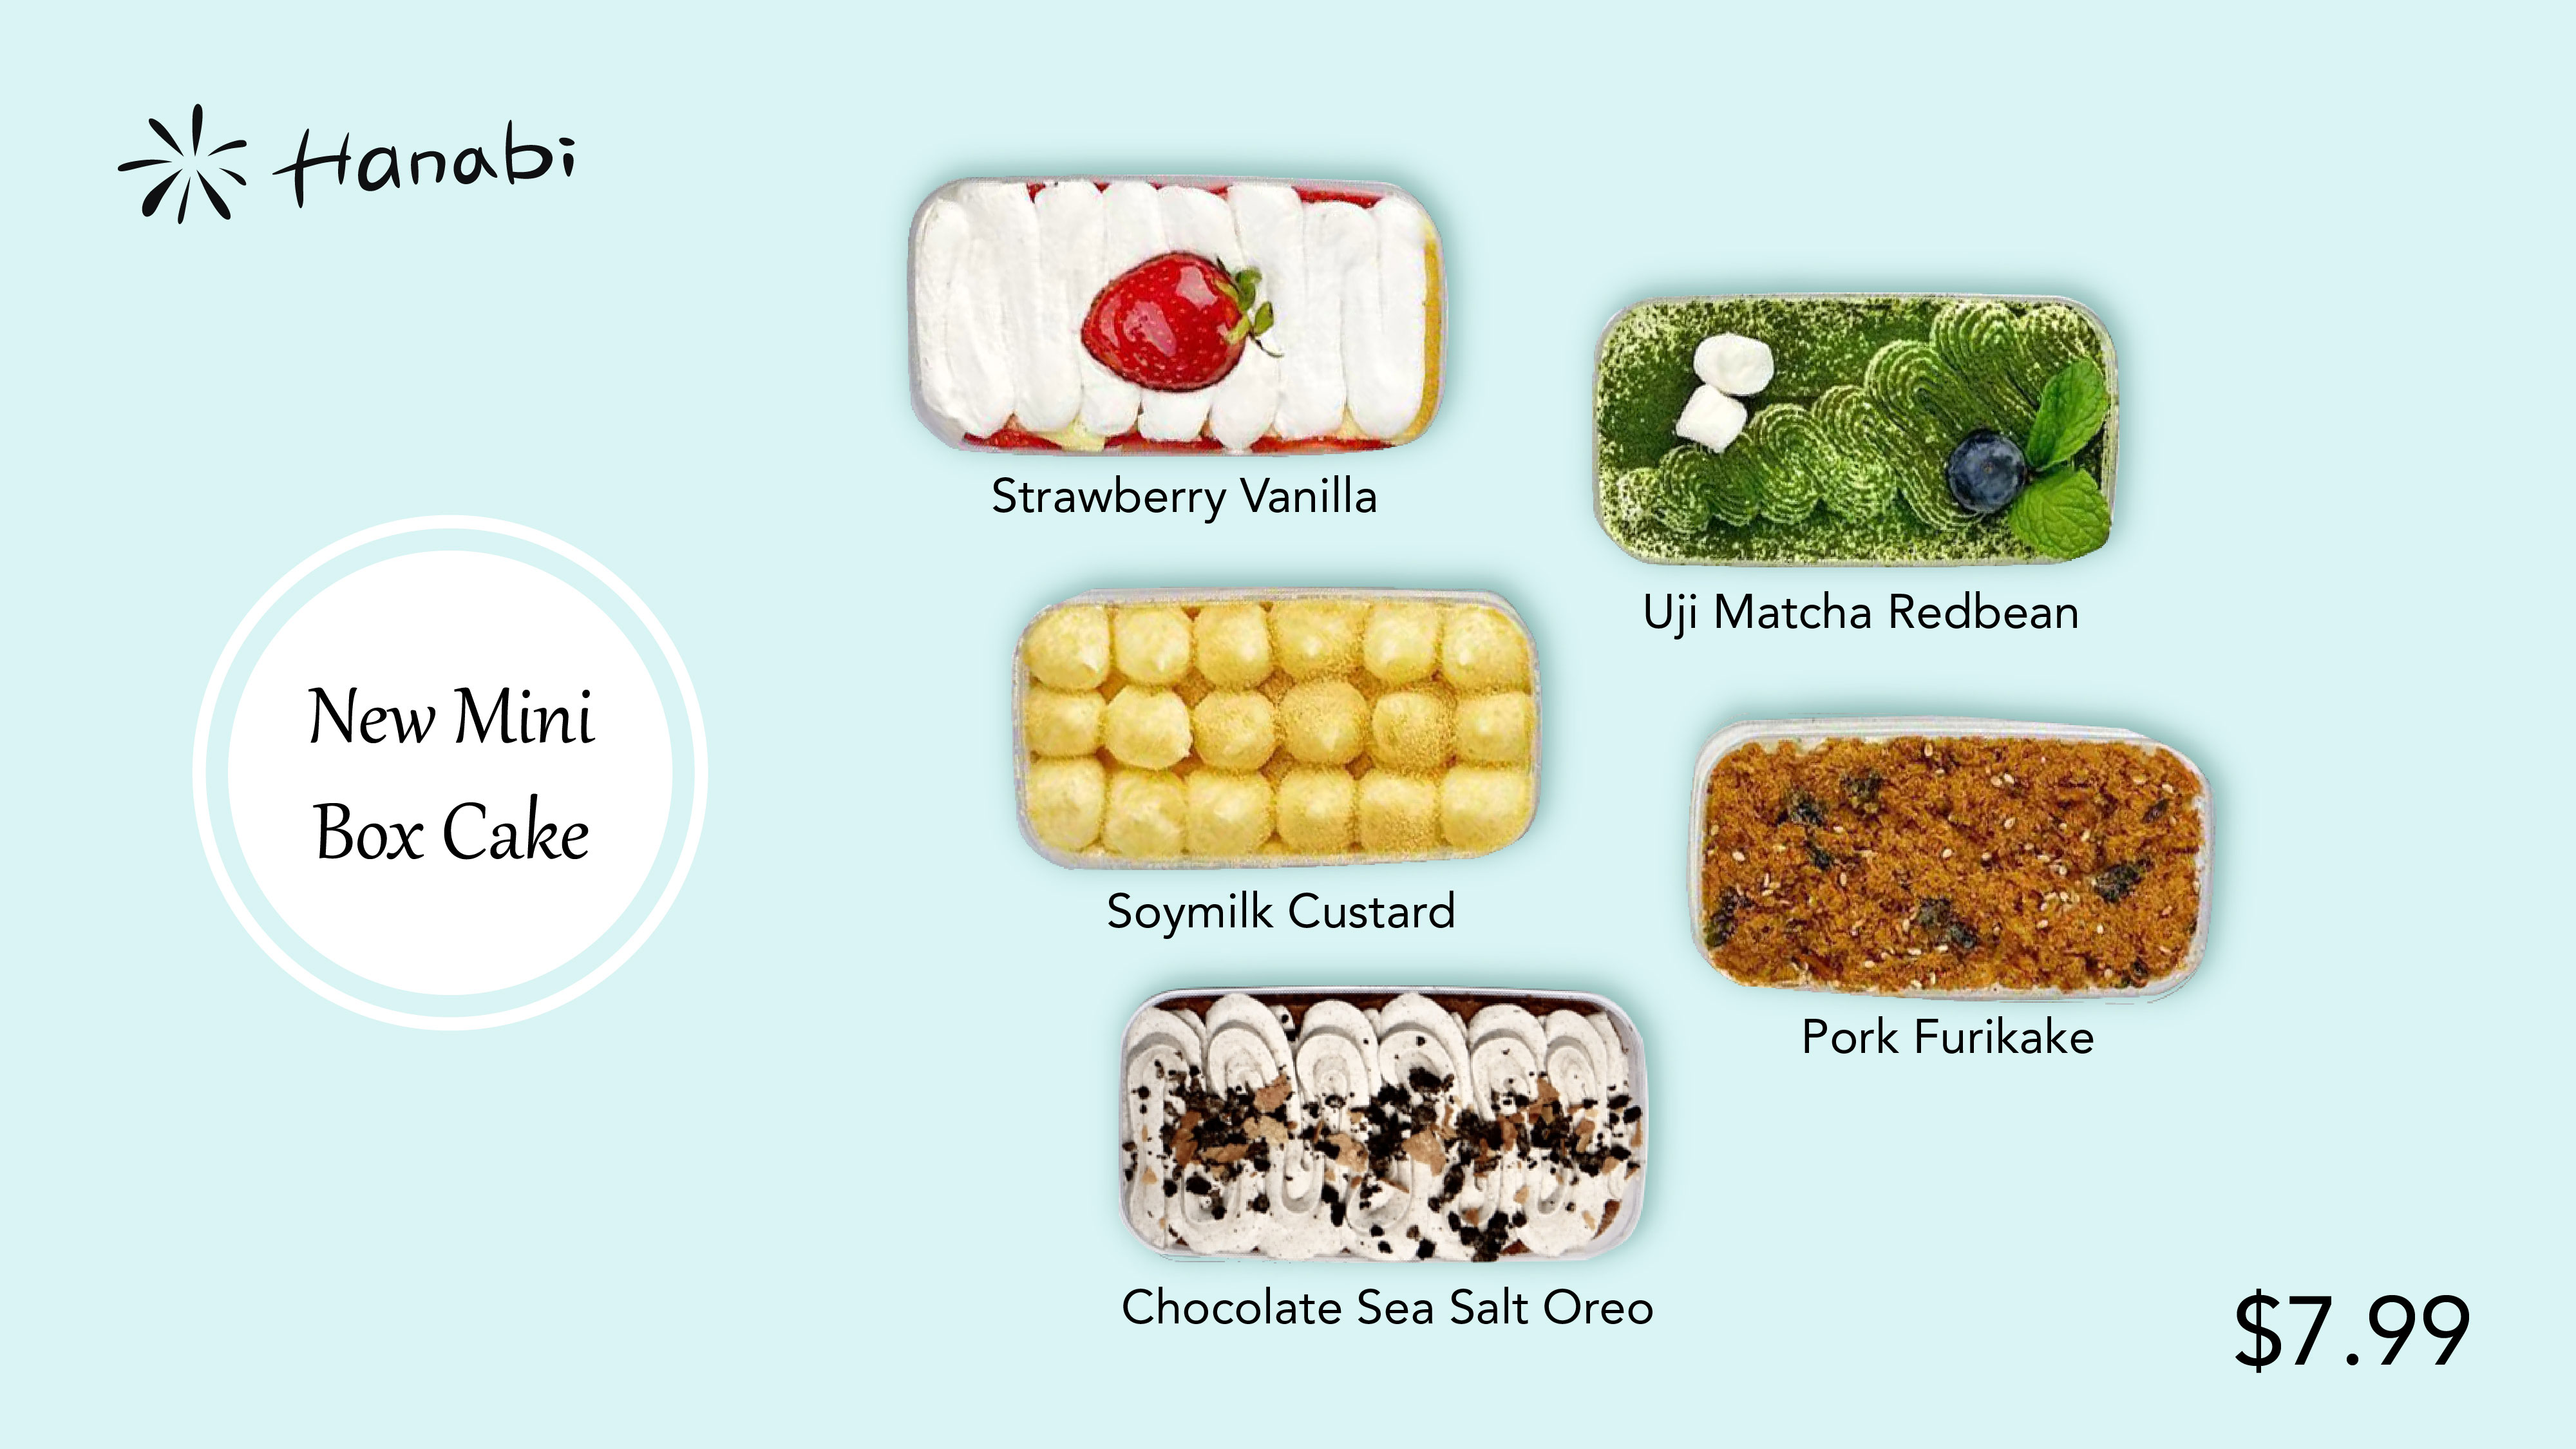 Hanabi
New Mini
Box Cake
Strawberry Vanilla
Uji Matcha Redbean
Soymilk Custard
Pork Furikake
Chocolate Sea Salt Oreo
$7.99